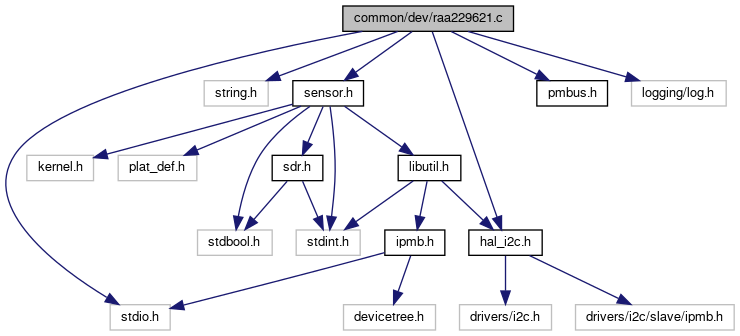 common/dev/raa229621.c
string.h
sensor.h
pmbus.h
logging/log.h
kernel.h
plat_def.h
sdr.h
libutil.h
stdbool.h
stdint.h
ipmb.h
hal_i2c.h
stdio.h
devicetree.h
drivers/i2c.h
drivers/i2c/slave/ipmb.h